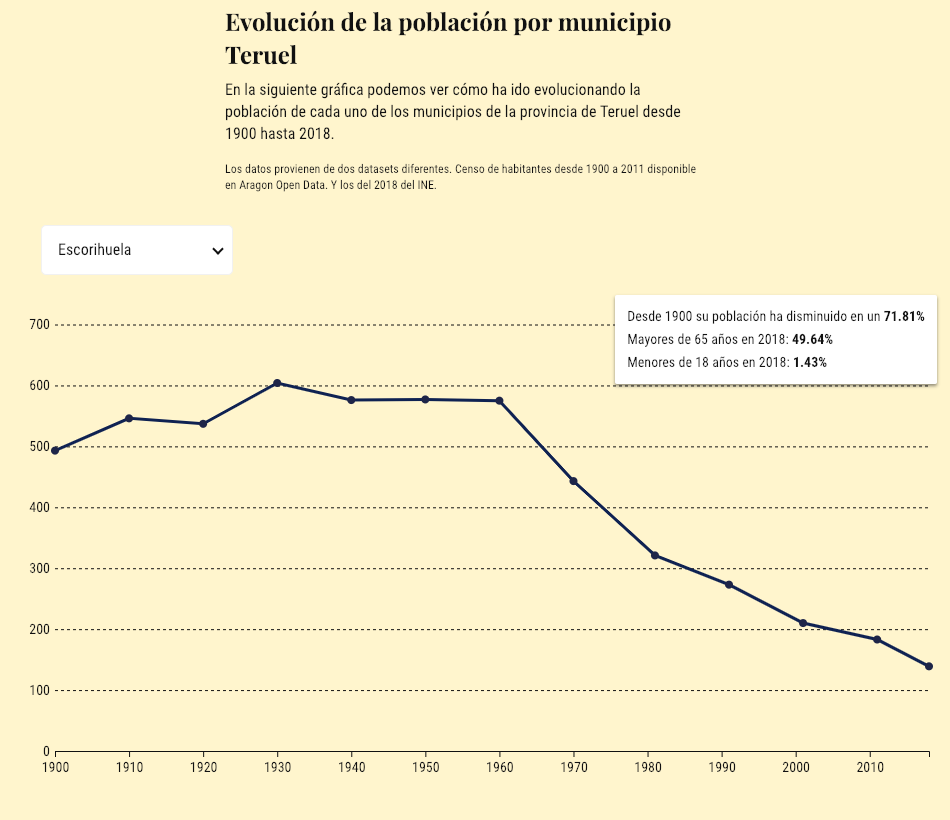 Evolución de la población por municipio
Teruel
En la siguiente gráfica podemos ver cómo ha ido evolucionando la
población de cada uno de los municipios de la provincia de Teruel desde
1900 hasta 2018.
Los datos provienen de dos datasets diferentes. Censo de habitantes desde 1900 a 2011 disponible
en Aragon Open Data. Y los del 2018 del INE.
Escorihuela
Desde 1900 su población ha disminuido en un 71.81%
Mayores de 65 años en 2018: 49.64%
Menores de 18 años en 2018: 1.43%
700
600
500
400
300
200
100
0
1900 1910 1920 1930 1940 1950 1960 1970 1980 1990 2000 2010